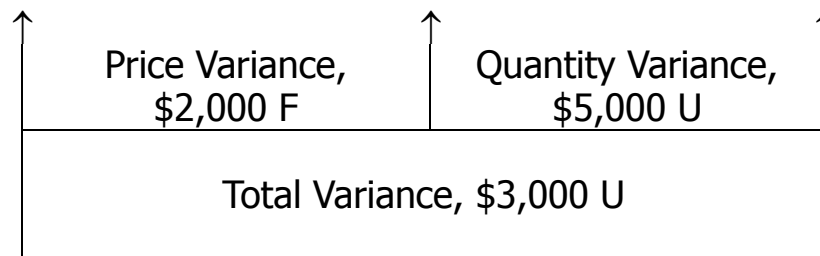 Price Variance,
$2,000 F
Quantity Variance,
$5,000 U
Total Variance, $3,000 U